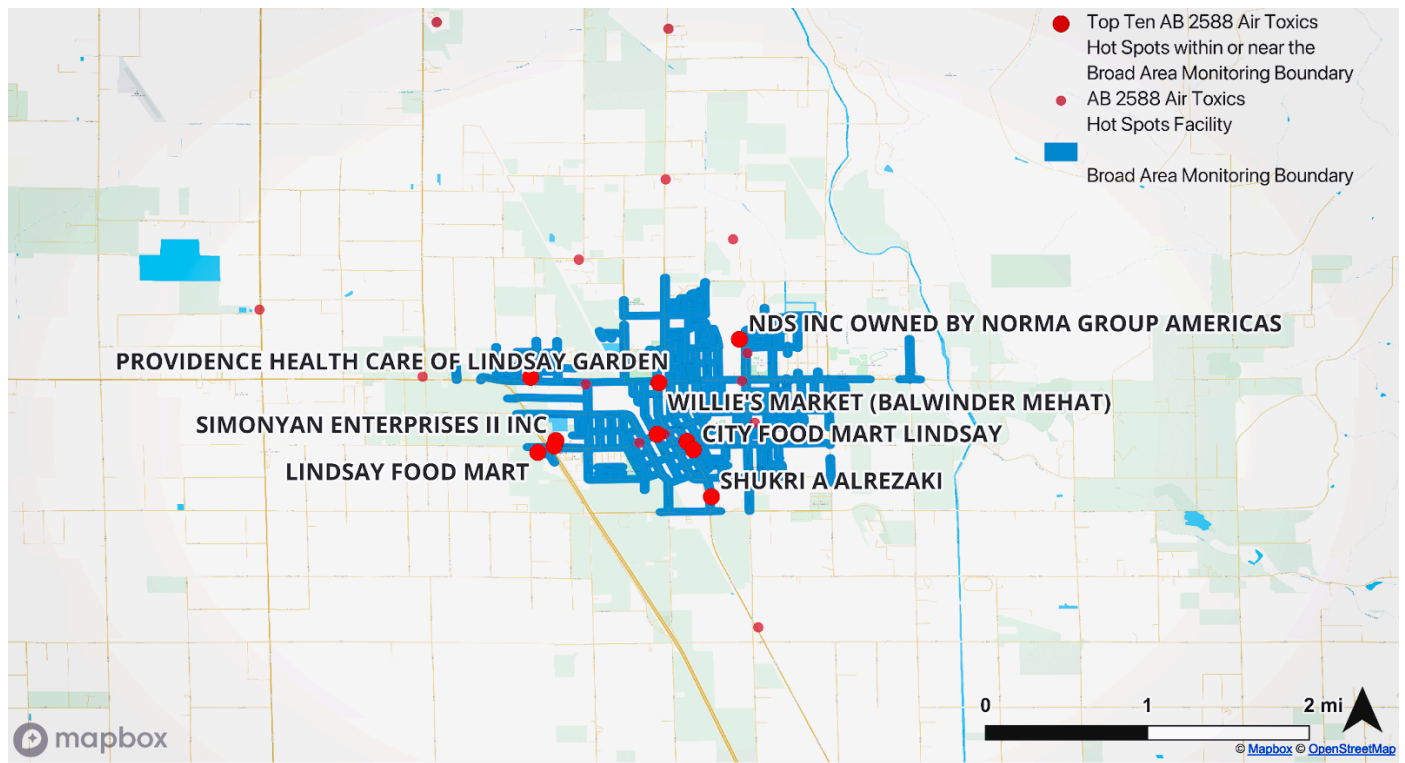 Top Ten AB 2588 Air Toxics
Hot Spots within or near the
Broad Area Monitoring Boundary
AB 2588 Air Toxics
Hot Spots Facility
Broad Area Monitoring Boundary
NDS INC OWNED BY NORMA GROUP AMERICAS
PROVIDENCE HEALTH CARE OF LINDSAY GARDEN
WILLIE'S MARKET (BALWINDER MEHAT)
SIMONYAN ENTERPRISES II INC
CITY FOOD MART LINDSAY
LINDSAY FOOD MART
SHUKRI A ALREZAKI
0 1 2 mi
mapbox
© Mapbox © OpenStreetMap